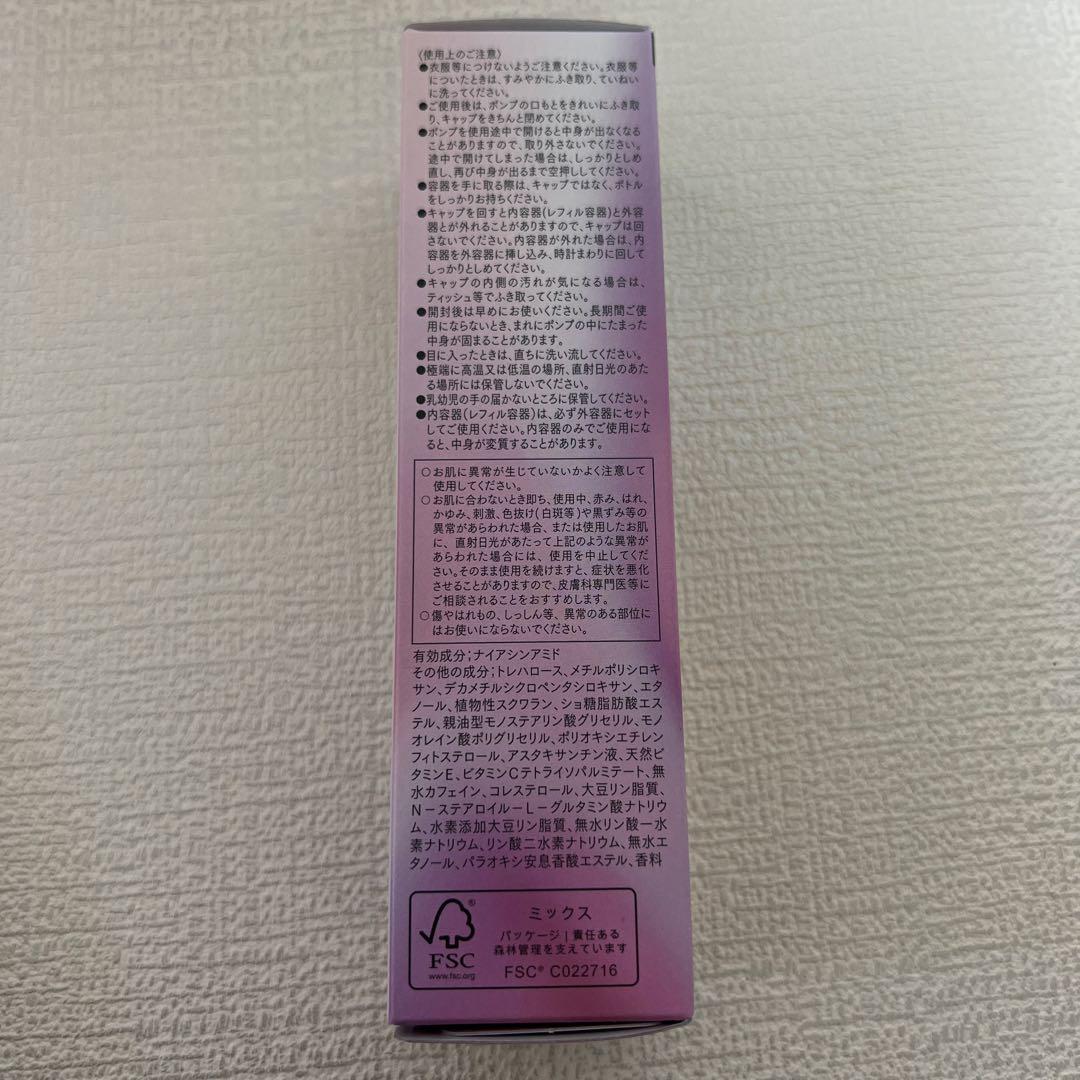 〈使用上のご注意〉
●衣服等につけないようご注意ください。衣服等
についたときは、すみやかにふき取り、ていねい
に洗ってください。
●ご使用後は、ポンプの口もとをきれいにふき取
り、キャップをきちんと閉めてください。
●ポンプを使用途中で開けると中身が出なくなる
ことがありますので、取り外さないでください。
途中で開けてしまった場合は、しっかりとしめ
直し、再び中身が出るまで空押ししてください。
●容器を手に取る際は、キャップではなく、ボトル
をしっかりお持ちください。
●キャップを回すと内容器(レフィル容器)と外容
器とが外れることがありますので、キャップは回
さないでください。内容器が外れた場合は、内
容器を外容器に挿し込み、時計まわりに回して
しっかりとしめてください。
●キャップの内側の汚れが気になる場合は、
ティッシュ等でふき取ってください。
●開封後は早めにお使いください。長期間ご使
用にならないとき、まれにポンプの中にたまった
中身が固まることがあります。
●目に入ったときは、直ちに洗い流してください。
●極端に高温又は低温の場所、直射日光のあた
る場所には保管しないでください。
●乳幼児の手の届かないところに保管してください。
●内容器(レフィル容器)は、必ず外容器にセット
してご使用ください。内容器のみでご使用にな
ると、中身が変質することがあります。
○お肌に異常が生じていないかよく注意して
使用してください。
○お肌に合わないとき即ち、使用中、赤み、はれ、
かゆみ、刺激、色抜け(白斑等)や黒ずみ等の
異常があらわれた場合、または使用したお肌
に、直射日光があたって上記のような異常が
あらわれた場合には、使用を中止してくだ
さい。そのまま使用を続けますと、症状を悪化
させることがありますので、皮膚科専門医等に
ご相談されることをおすすめします。
○傷やはれもの、しっしん等、異常のある部位に
はお使いにならないでください。
有効成分;ナイアシンアミド
その他の成分;トレハロース、メチルポリシロキ
サン、デカメチルシクロペンタシロキサン、エタ
ノール、植物性スクワラン、ショ糖脂肪酸エス
テル、親油型モノステアリン酸グリセリル、モノ
オレイン酸ポリグリセリル、ポリオキシエチレン
フィトステロール、アスタキサンチン液、天然ビ
タミンE、ビタミンCテトライソパルミテート、無
水カフェイン、コレステロール、大豆リン脂質、
N－ステアロイル－L－グルタミン酸ナトリウ
ム、水素添加大豆リン脂質、無水リン酸一水
素ナトリウム、リン酸二水素ナトリウム、無水エ
タノール、パラオキシ安息香酸エステル、香料
FSC
www.fsc.org
ミックス
パッケージ | 責任ある
森林管理を支えています
FSC® C022716